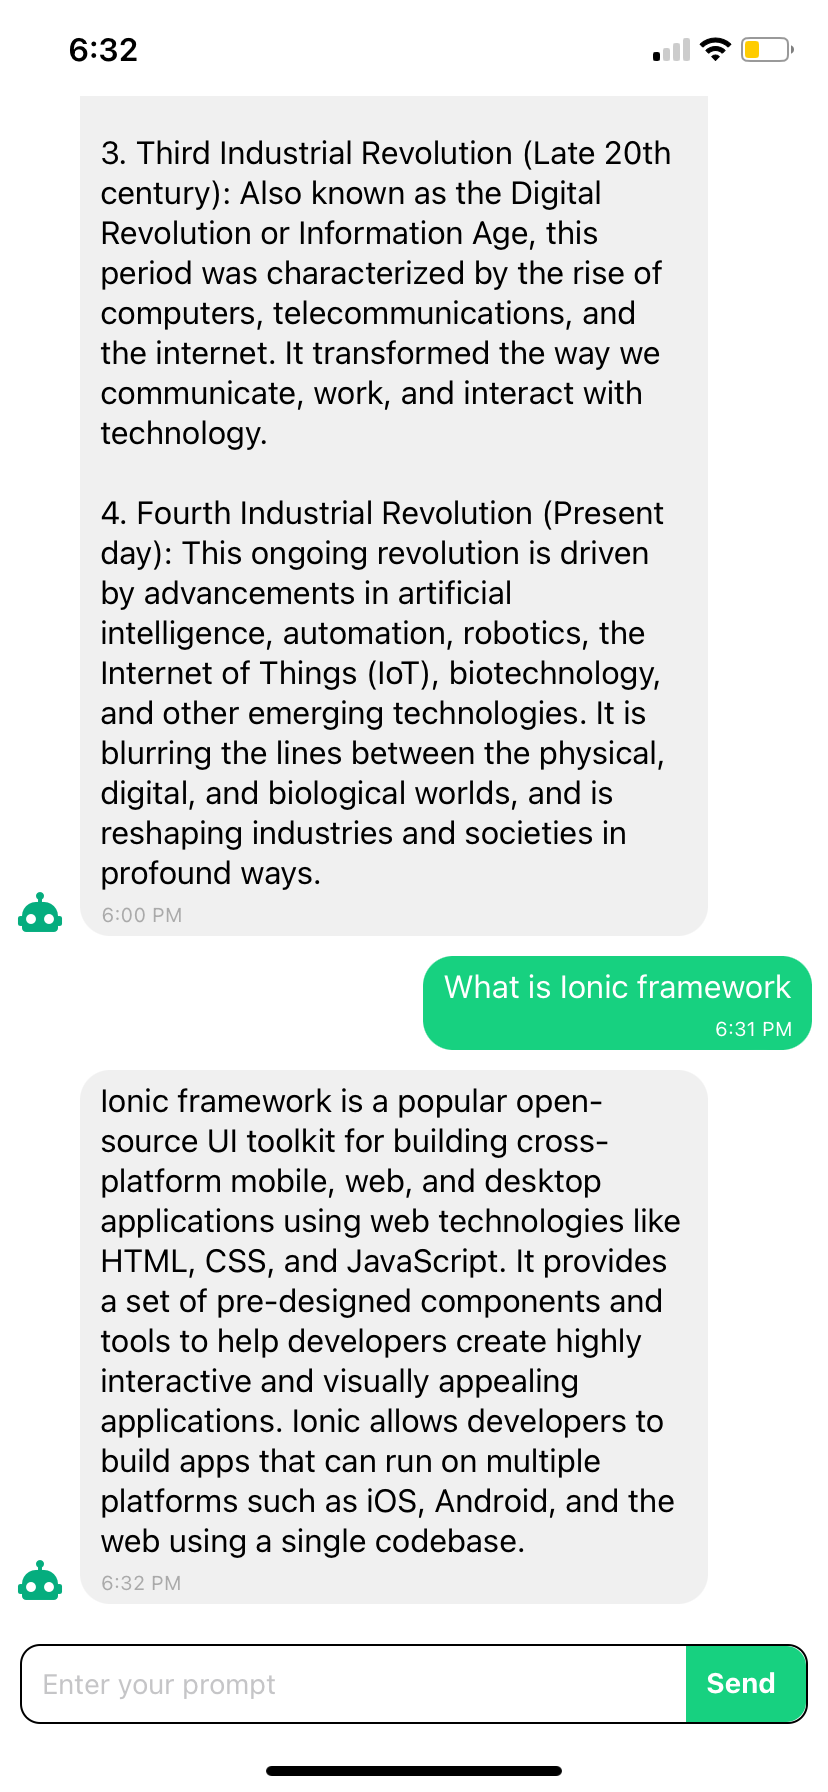 6:32
3. Third Industrial Revolution (Late 20th
century): Also known as the Digital
Revolution or Information Age, this
period was characterized by the rise of
computers, telecommunications, and
the internet. It transformed the way we
communicate, work, and interact with
technology.
4. Fourth Industrial Revolution (Present
day): This ongoing revolution is driven
by advancements in artificial
intelligence, automation, robotics, the
Internet of Things (IoT), biotechnology,
and other emerging technologies. It is
blurring the lines between the physical,
digital, and biological worlds, and is
reshaping industries and societies in
profound ways.
6:00 PM
What is Ionic framework
6:31 PM
Ionic framework is a popular open-
source UI toolkit for building cross-
platform mobile, web, and desktop
applications using web technologies like
HTML, CSS, and JavaScript. It provides
a set of pre-designed components and
tools to help developers create highly
interactive and visually appealing
applications. Ionic allows developers to
build apps that can run on multiple
platforms such as iOS, Android, and the
web using a single codebase.
6:32 PM
Enter your prompt
Send